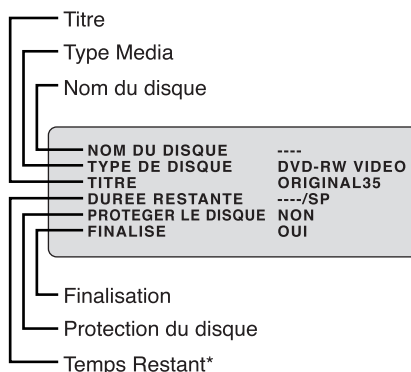 Titre
Type Media
Nom du disque
NOM DU DISQUE ----
TYPE DE DISQUE DVD-RW VIDEO
TITRE ORIGINAL35
DUREE RESTANTE ----/SP
PROTEGER LE DISQUE NON
FINALISE OUI
Finalisation
Protection du disque
Temps Restant*